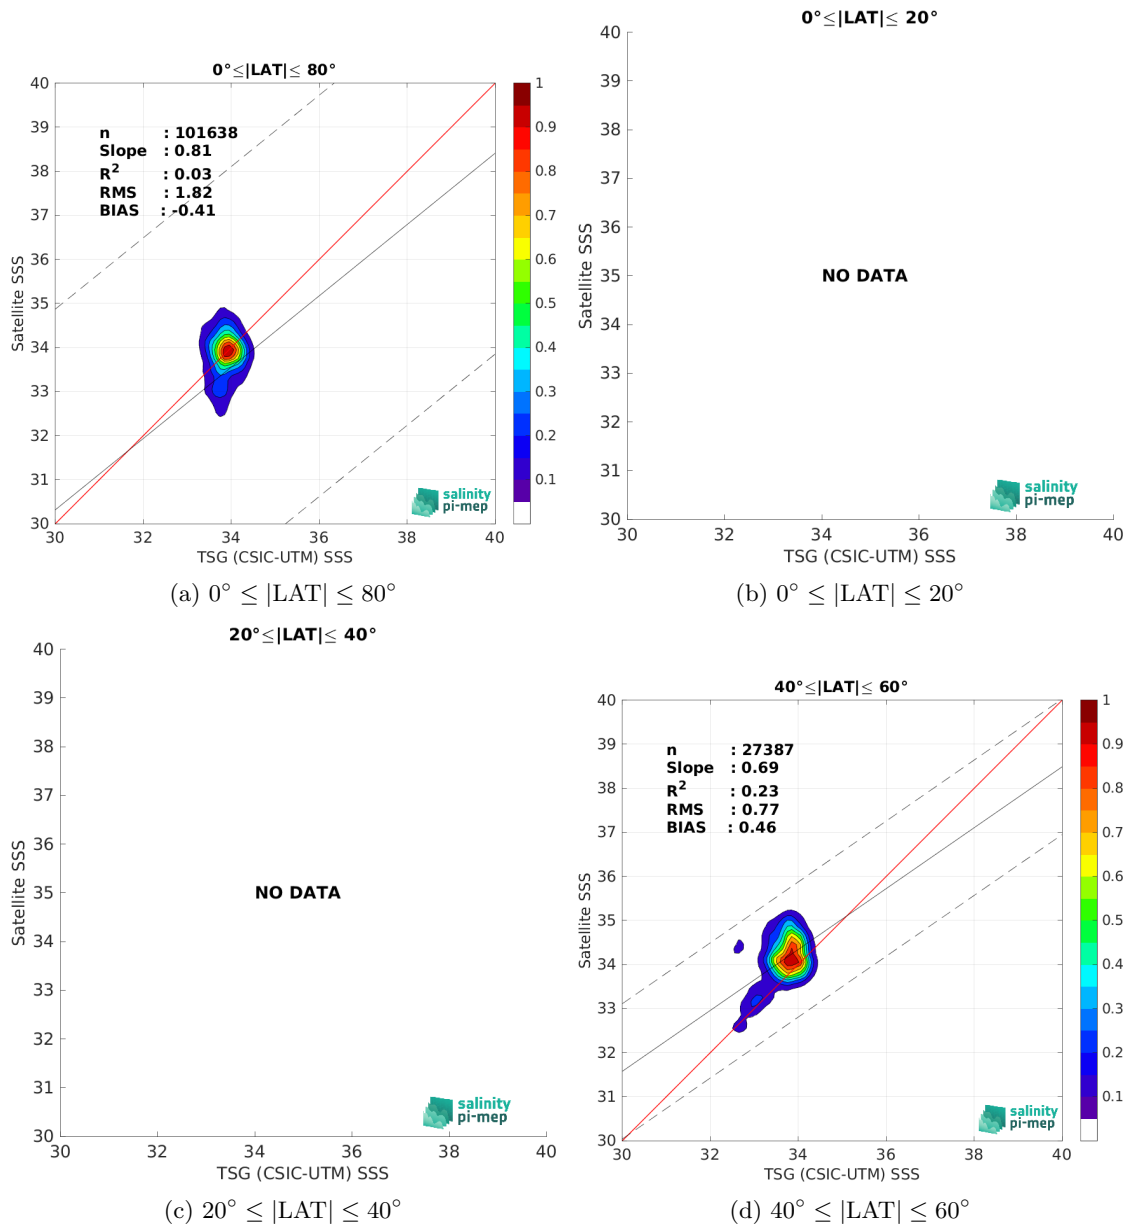 0°≤|LAT|≤ 80°
40
39
38
37
36
35
34
33
32
31
30
Satellite SSS
n : 101638
Slope : 0.81
R² : 0.03
RMS : 1.82
BIAS : -0.41
salinity
pi-mep
30 32 34 36 38 40
TSG (CSIC-UTM) SSS
1
0.9
0.8
0.7
0.6
0.5
0.4
0.3
0.2
0.1
(a) 0° ≤ |LAT| ≤ 80°
0°≤|LAT|≤ 20°
40
39
38
37
36
35
34
33
32
31
30
Satellite SSS
NO DATA
salinity
pi-mep
30 32 34 36 38 40
TSG (CSIC-UTM) SSS
(b) 0° ≤ |LAT| ≤ 20°
20°≤|LAT|≤ 40°
40
39
38
37
36
35
34
33
32
31
30
Satellite SSS
NO DATA
salinity
pi-mep
30 32 34 36 38 40
TSG (CSIC-UTM) SSS
(c) 20° ≤ |LAT| ≤ 40°
40°≤|LAT|≤ 60°
40
39
38
37
36
35
34
33
32
31
30
Satellite SSS
n : 27387
Slope : 0.69
R² : 0.23
RMS : 0.77
BIAS : 0.46
salinity
pi-mep
30 32 34 36 38 40
TSG (CSIC-UTM) SSS
1
0.9
0.8
0.7
0.6
0.5
0.4
0.3
0.2
0.1
(d) 40° ≤ |LAT| ≤ 60°